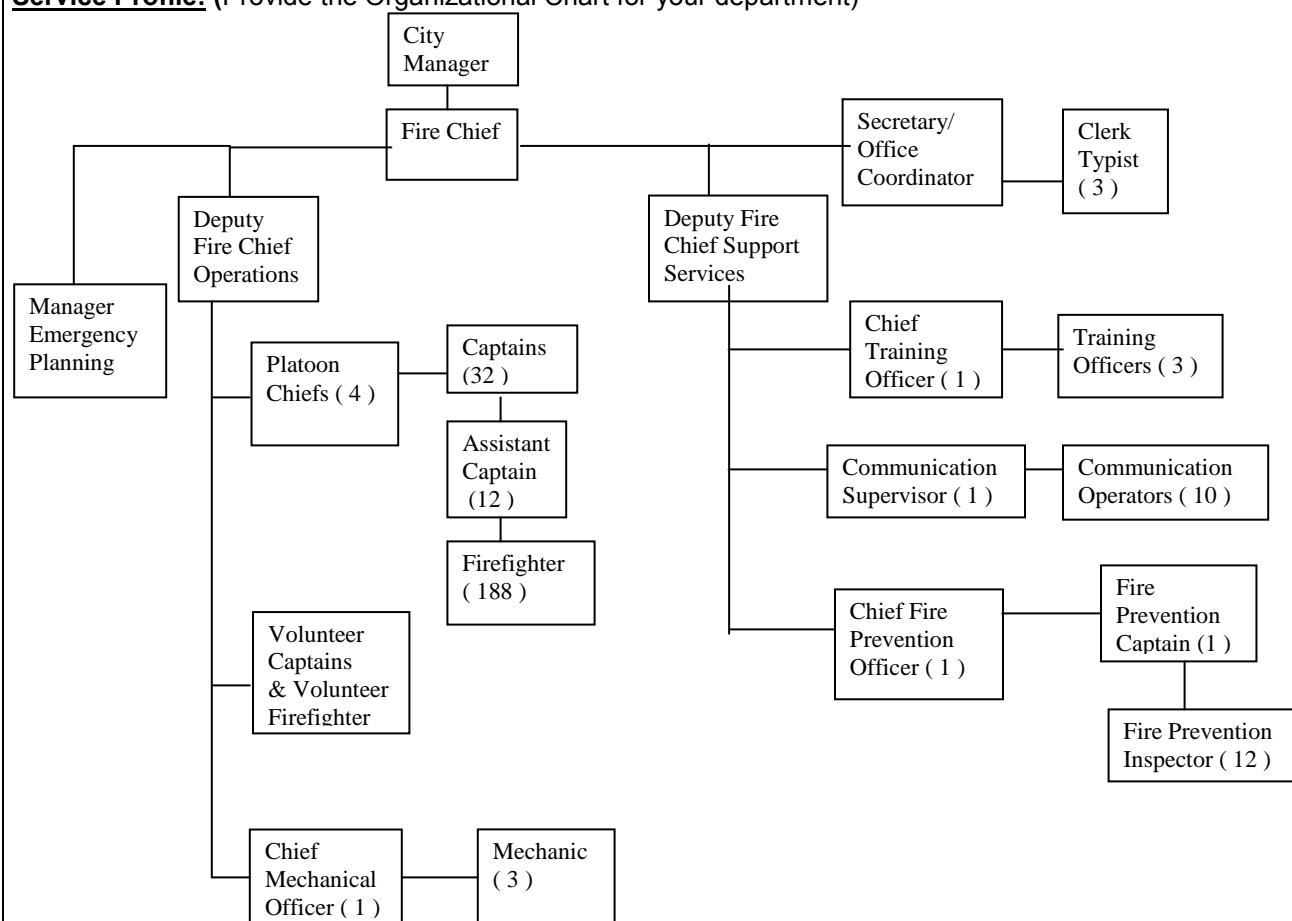 Service Profile: (Provide the Organizational Chart for your department)
City
Manager
Fire Chief
Secretary/
Office
Coordinator
Clerk
Typist
( 3 )
Deputy
Fire Chief
Operations
Deputy Fire
Chief Support
Services
Manager
Emergency
Planning
Platoon
Chiefs ( 4 )
Captains
(32 )
Assistant
Captain
(12 )
Firefighter
( 188 )
Chief
Training
Officer ( 1 )
Training
Officers ( 3 )
Communication
Supervisor ( 1 )
Communication
Operators ( 10 )
Chief Fire
Prevention
Officer ( 1 )
Fire
Prevention
Captain (1 )
Fire Prevention
Inspector ( 12 )
Volunteer
Captains
& Volunteer
Firefighter
Chief
Mechanical
Officer ( 1 )
Mechanic
( 3 )